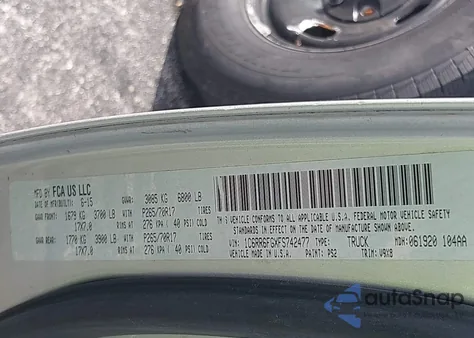 MFD BY FCA US LLC
DATE OF MFR(BUILT): 6-15 GVWR: 3085 KG 6800 LB
GAWR FRONT: 1679 KG 3700 LB WITH P265/70R17 TIRES
17X7.0 RIMS AT 276 KPA ( 40 PSI) COLD
GAWR REAR: 1770 KG 3900 LB WITH P265/70R17 TIRES
17X7.0 RIMS AT 276 KPA ( 40 PSI) COLD
THIS VEHICLE CONFORMS TO ALL APPLICABLE U.S.A. FEDERAL MOTOR VEHICLE SAFETY
STANDARDS IN EFFECT ON THE DATE OF MANUFACTURE SHOWN ABOVE.
VIN: 1C6RR6FGXFS742477 TYPE: TRUCK MDH:061920 104AA
VEHICLE MADE IN U.S.A. PAINT: PS2 TRIM: V9X8
autoSnap